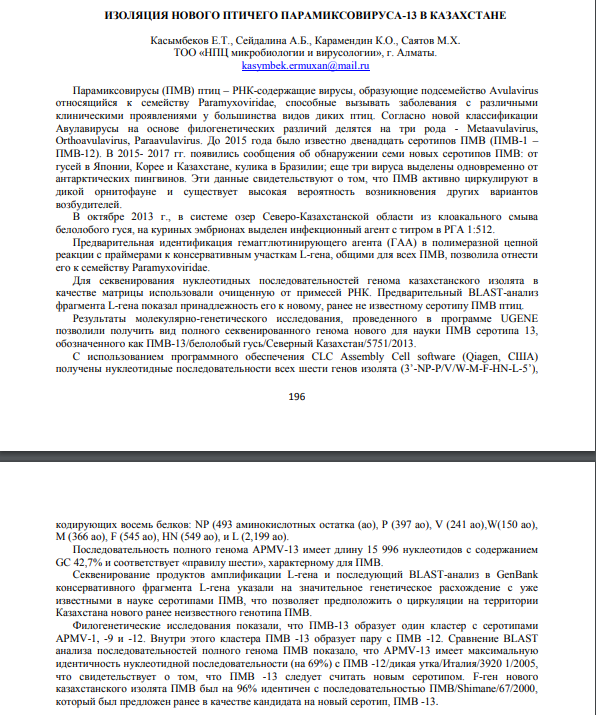 ИЗОЛЯЦИЯ НОВОГО ПТИЧЕГО ПАРАМИКСОВИРУСА-13 В КАЗАХСТАНЕ
Касымбеков Е.Т., Сейдалина А.Б., Карамендин К.О., Саятов М.Х.
ТОО «НПЦ микробиологии и вирусологии», г. Алматы.
kasymbek.ermuxan@mail.ru
Парамиксовирусы (ПМВ) птиц – РНК-содержащие вирусы, образующие подсемейство Avulavirus
относящийся к семейству Paramyxoviridae, способные вызывать заболевания с различными
клиническими проявлениями у большинства видов диких птиц. Согласно новой классификации
Авулавирусы на основе филогенетических различий делятся на три рода - Metaavulavirus,
Orthoavulavirus, Paraavulavirus. До 2015 года было известно двенадцать серотипов ПМВ (ПМВ-1 –
ПМВ-12). В 2015- 2017 гг. появились сообщения об обнаружении семи новых серотипов ПМВ: от
гусей в Японии, Корее и Казахстане, кулика в Бразилии; еще три вируса выделены одновременно от
антарктических пингвинов. Эти данные свидетельствуют о том, что ПМВ активно циркулируют в
дикой орнитофауне и существует высокая вероятность возникновения других вариантов
возбудителей.
В октябре 2013 г., в системе озер Северо-Казахстанской области из клоакального смыва
белолобого гуся, на куриных эмбрионах выделен инфекционный агент с титром в РГА 1:512.
Предварительная идентификация гемагглютинирующего агента (ГАА) в полимеразной цепной
реакции с праймерами к консервативным участкам L-гена, общими для всех ПМВ, позволила отнести
его к семейству Paramyxoviridae.
Для секвенирования нуклеотидных последовательностей генома казахстанского изолята в
качестве матрицы использовали очищенную от примесей РНК. Предварительный BLAST-анализ
фрагмента L-гена показал принадлежность его к новому, ранее не известному серотипу ПМВ птиц.
Результаты молекулярно-генетического исследования, проведенного в программе UGENE
позволили получить вид полного секвенированного генома нового для науки ПМВ серотипа 13,
обозначенного как ПМВ-13/белолобый гусь/Северный Казахстан/5751/2013.
С использованием программного обеспечения CLC Assembly Cell software (Qiagen, США)
получены нуклеотидные последовательности всех шести генов изолята (3’-NP-P/V/W-M-F-HN-L-5’),
196
кодирующих восемь белков: NP (493 аминокислотных остатка (ао), P (397 ао), V (241 ао),W(150 ао),
M (366 ао), F (545 ао), HN (549 ао), и L (2,199 ао).
Последовательность полного генома APMV-13 имеет длину 15 996 нуклеотидов с содержанием
GC 42,7% и соответствует «правилу шести», характерному для ПМВ.
Секвенирование продуктов амплификации L-гена и последующий BLAST-анализ в GenBank
консервативного фрагмента L-гена указали на значительное генетическое расхождение с уже
известными в науке серотипами ПМВ, что позволяет предположить о циркуляции на территории
Казахстана нового ранее неизвестного генотипа ПМВ.
Филогенетические исследования показали, что ПМВ-13 образует один кластер с серотипами
APMV-1, -9 и -12. Внутри этого кластера ПМВ -13 образует пару с ПМВ -12. Сравнение BLAST
анализа последовательностей полного генома ПМВ показало, что APMV-13 имеет максимальную
идентичность нуклеотидной последовательности (на 69%) с ПМВ -12/дикая утка/Италия/3920 1/2005,
что свидетельствует о том, что ПМВ -13 следует считать новым серотипом. F-ген нового
казахстанского изолята ПМВ был на 96% идентичен с последовательностью ПМВ/Shimane/67/2000,
который был предложен ранее в качестве кандидата на новый серотип, ПМВ -13.